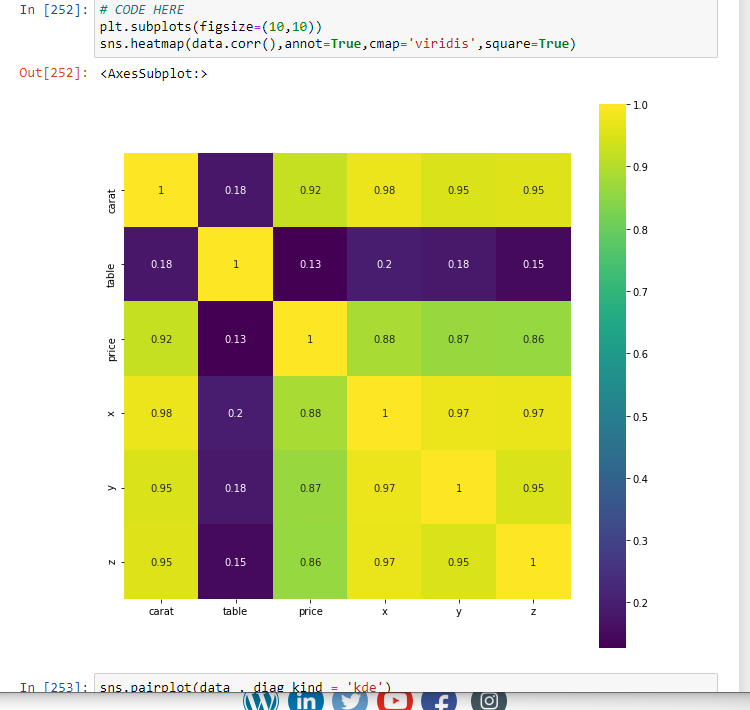 In [252]: # CODE HERE
plt.subplots(figsize=(10,10))
sns.heatmap(data.corr(),annot=True,cmap='viridis',square=True)
Out[252]: <AxesSubplot:>
1.0
0.9
0.8
0.7
0.6
0.5
0.4
0.3
0.2
carat 1 0.18 0.92 0.98 0.95 0.95
table 0.18 1 0.13 0.2 0.18 0.15
price 0.92 0.13 1 0.88 0.87 0.86
x 0.98 0.2 0.88 1 0.97 0.97
y 0.95 0.18 0.87 0.97 1 0.95
z 0.95 0.15 0.86 0.97 0.95 1
carat table price x y z
In [253]: sns.pairplot(data , diag_kind = 'kde')
W in f